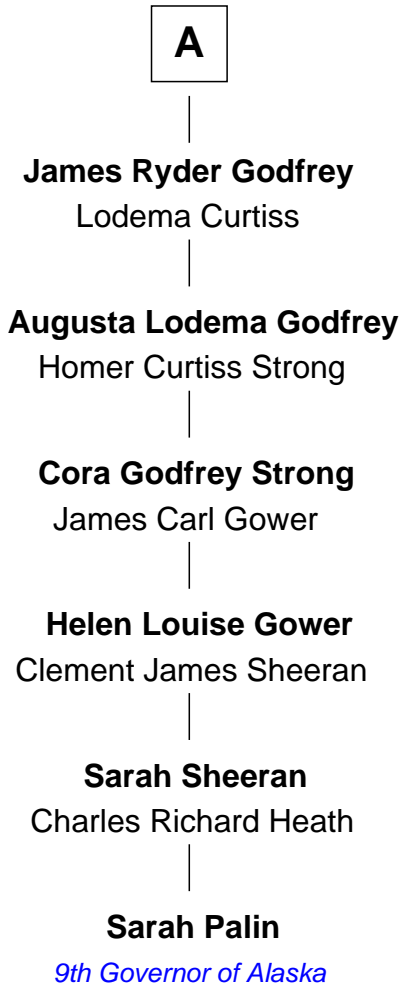 A
James Ryder Godfrey
Lodema Curtiss
Augusta Lodema Godfrey
Homer Curtiss Strong
Cora Godfrey Strong
James Carl Gower
Helen Louise Gower
Clement James Sheeran
Sarah Sheeran
Charles Richard Heath
Sarah Palin
9th Governor of Alaska